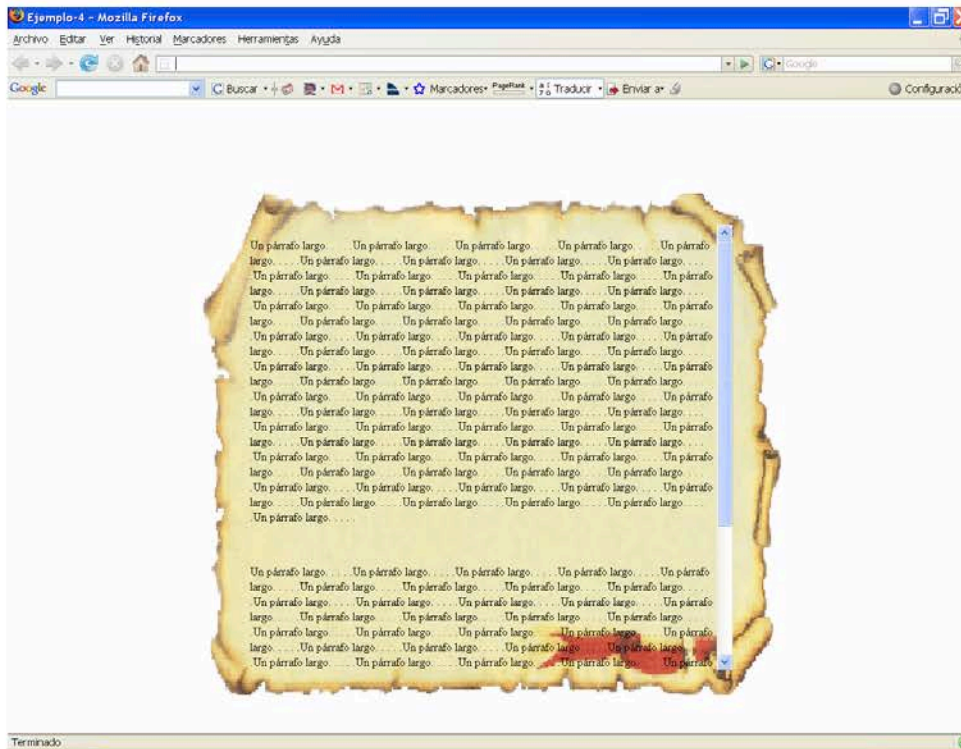 Ejemplo-4 - Mozilla Firefox
Archivo Editar Ver Historial Marcadores Herramientas Ayuda
G Google
Google Buscar Marcadores PageRank Traducir Enviar a Configuració
Un párrafo largo. . . . .Un párrafo largo. . . . .Un párrafo largo. . . . .Un párrafo largo. . . . .Un párrafo
largo. . . . .Un párrafo largo. . . . .Un párrafo largo. . . . .Un párrafo largo. . . . .Un párrafo largo. . . .
.Un párrafo largo. . . . .Un párrafo largo. . . . .Un párrafo largo. . . . .Un párrafo largo. . . . .Un párrafo
largo. . . . .Un párrafo largo. . . . .Un párrafo largo. . . . .Un párrafo largo. . . . .Un párrafo largo. . . .
.Un párrafo largo. . . . .Un párrafo largo. . . . .Un párrafo largo. . . . .Un párrafo largo. . . . .Un párrafo
largo. . . . .Un párrafo largo. . . . .Un párrafo largo. . . . .Un párrafo largo. . . . .Un párrafo largo. . . .
.Un párrafo largo. . . . .Un párrafo largo. . . . .Un párrafo largo. . . . .Un párrafo largo. . . . .Un párrafo
largo. . . . .Un párrafo largo. . . . .Un párrafo largo. . . . .Un párrafo largo. . . . .Un párrafo largo. . . .
.Un párrafo largo. . . . .Un párrafo largo. . . . .Un párrafo largo. . . . .Un párrafo largo. . . . .Un párrafo
largo. . . . .Un párrafo largo. . . . .Un párrafo largo. . . . .Un párrafo largo. . . . .Un párrafo largo. . . .
.Un párrafo largo. . . . .Un párrafo largo. . . . .Un párrafo largo. . . . .Un párrafo largo. . . . .Un párrafo
largo. . . . .Un párrafo largo. . . . .Un párrafo largo. . . . .Un párrafo largo. . . . .Un párrafo largo. . . .
.Un párrafo largo. . . . .Un párrafo largo. . . . .Un párrafo largo. . . . .Un párrafo largo. . . . .Un párrafo
largo. . . . .Un párrafo largo. . . . .Un párrafo largo. . . . .Un párrafo largo. . . . .Un párrafo largo. . . .
.Un párrafo largo. . . . .Un párrafo largo. . . . .Un párrafo largo. . . . .Un párrafo largo. . . . .Un párrafo
largo. . . . .Un párrafo largo. . . . .Un párrafo largo. . . . .Un párrafo largo. . . . .Un párrafo largo. . . .
.Un párrafo largo. . . . .Un párrafo largo. . . . .Un párrafo largo. . . . .Un párrafo largo. . . . .Un párrafo
largo. . . . .Un párrafo largo. . . . .Un párrafo largo. . . . .Un párrafo largo. . . . .Un párrafo largo. . . .
.Un párrafo largo. . . . .
Un párrafo largo. . . . .Un párrafo largo. . . . .Un párrafo largo. . . . .Un párrafo largo. . . . .Un párrafo
largo. . . . .Un párrafo largo. . . . .Un párrafo largo. . . . .Un párrafo largo. . . . .Un párrafo largo. . . .
.Un párrafo largo. . . . .Un párrafo largo. . . . .Un párrafo largo. . . . .Un párrafo largo. . . . .Un párrafo
largo. . . . .Un párrafo largo. . . . .Un párrafo largo. . . . .Un párrafo largo. . . . .Un párrafo largo. . . .
.Un párrafo largo. . . . .Un párrafo largo. . . . .Un párrafo largo. . . . .Un párrafo largo. . . . .Un párrafo
largo. . . . .Un párrafo largo. . . . .Un párrafo largo. . . . .Un párrafo largo. . . . .Un párrafo largo. . . .
.Un párrafo largo. . . . .Un párrafo largo. . . . .Un párrafo largo. . . . .Un párrafo largo. . . . .Un párrafo
Terminado